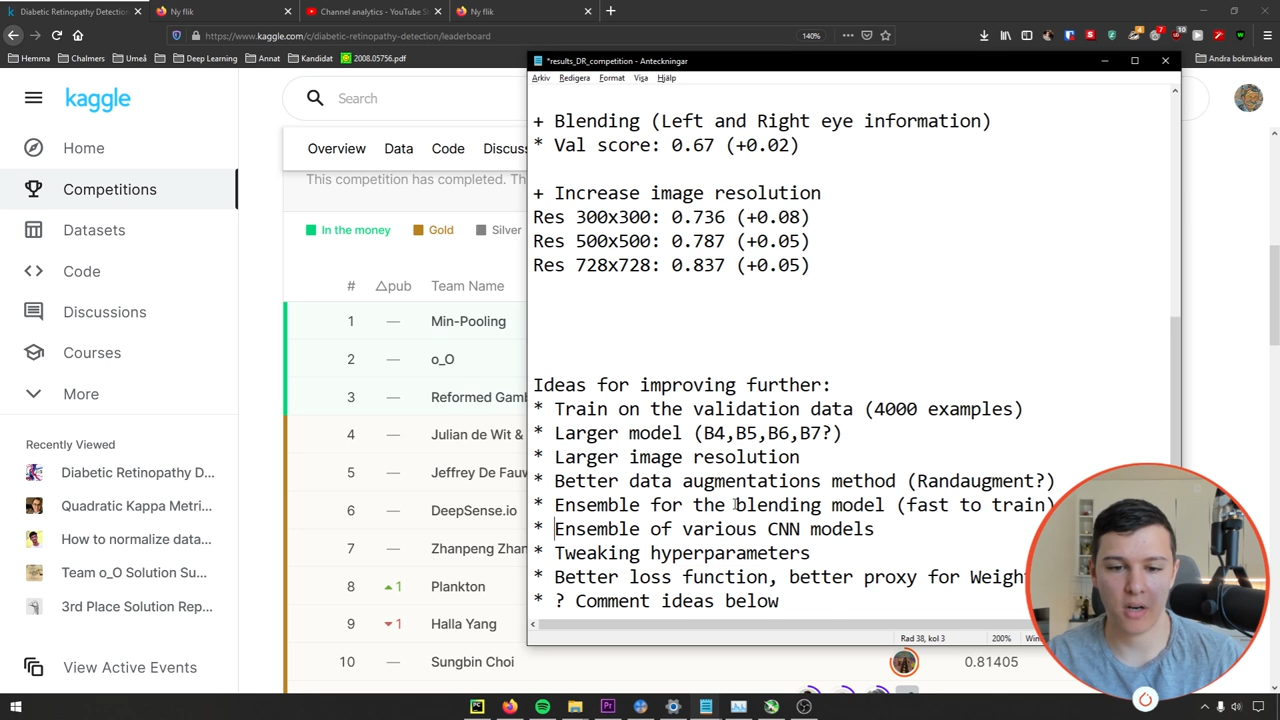 Diabetic Retinopathy Detection
Ny flik
Channel analytics - YouTube S
Ny flik
https://www.kaggle.com/c/diabetic-retinopathy-detection/leaderboard
140%
Hemma
Chalmers
Umeå
Deep Learning
Annat
Kandidat
2008.05756.pdf
Andra bokmärken
kaggle
Search
Home
Competitions
Datasets
Code
Discussions
Courses
More
Recently Viewed
Diabetic Retinopathy D...
Quadratic Kappa Metri...
How to normalize data...
Team o_O Solution Su...
3rd Place Solution Rep...
View Active Events
Overview Data Code Discuss
This competition has completed. Th
In the money Gold Silver
# △pub Team Name
1 — Min-Pooling
2 — o_O
3 — Reformed Gamb
4 — Julian de Wit &
5 — Jeffrey De Fauw
6 — DeepSense.io
7 — Zhanpeng Zhan
8 ▲1 Plankton
9 ▼1 Halla Yang
10 — Sungbin Choi 0.81405
*results_DR_competition - Anteckningar
Arkiv Redigera Format Visa Hjälp
+ Blending (Left and Right eye information)
* Val score: 0.67 (+0.02)
+ Increase image resolution
Res 300x300: 0.736 (+0.08)
Res 500x500: 0.787 (+0.05)
Res 728x728: 0.837 (+0.05)
Ideas for improving further:
* Train on the validation data (4000 examples)
* Larger model (B4,B5,B6,B7?)
* Larger image resolution
* Better data augmentations method (Randaugment?)
* Ensemble for the blending model (fast to train)
* Ensemble of various CNN models
* Tweaking hyperparameters
* Better loss function, better proxy for Weigh
* ? Comment ideas below
Rad 38, kol 3
200%
Win